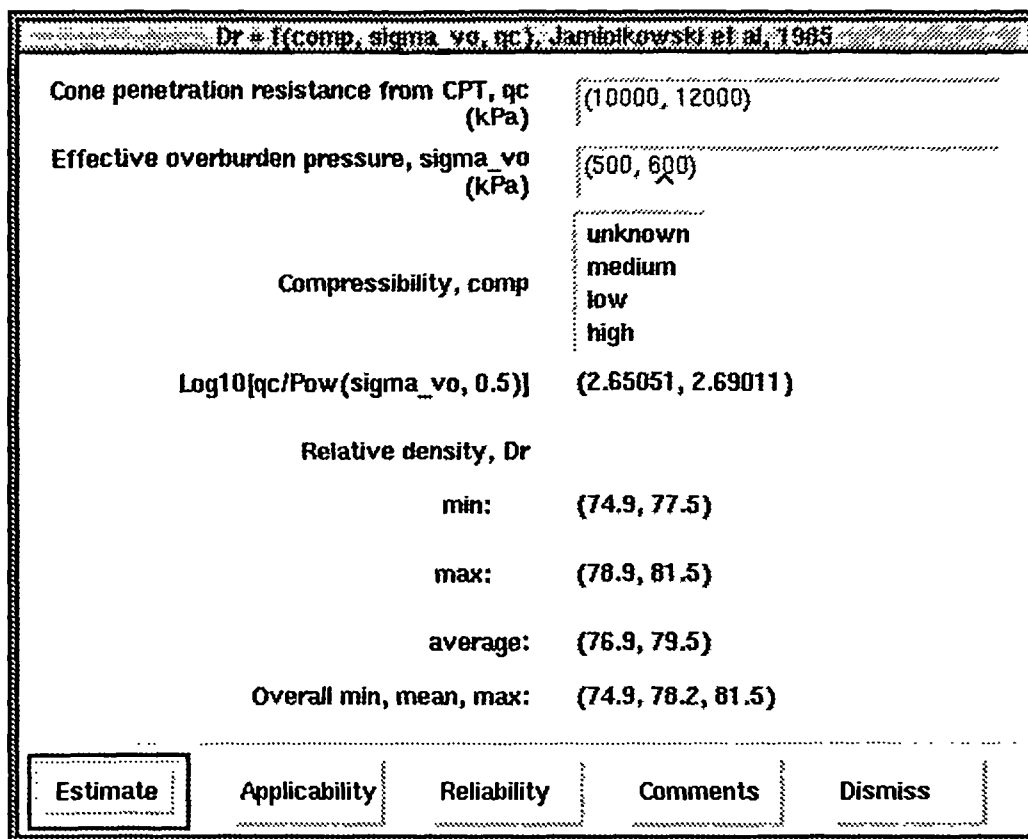 Dr = f(comp, sigma_vo, qc), Jamiolkowski et al, 1985
Cone penetration resistance from CPT, qc (10000, 12000)
(kPa)
Effective overburden pressure, sigma_vo (500, 600)
(kPa)
unknown
medium
Compressibility, comp
low
high
Log10[qc/Pow(sigma_vo, 0.5)] (2.65051, 2.69011)
Relative density, Dr
min: (74.9, 77.5)
max: (78.9, 81.5)
average: (76.9, 79.5)
Overall min, mean, max: (74.9, 78.2, 81.5)
Estimate Applicability Reliability Comments Dismiss